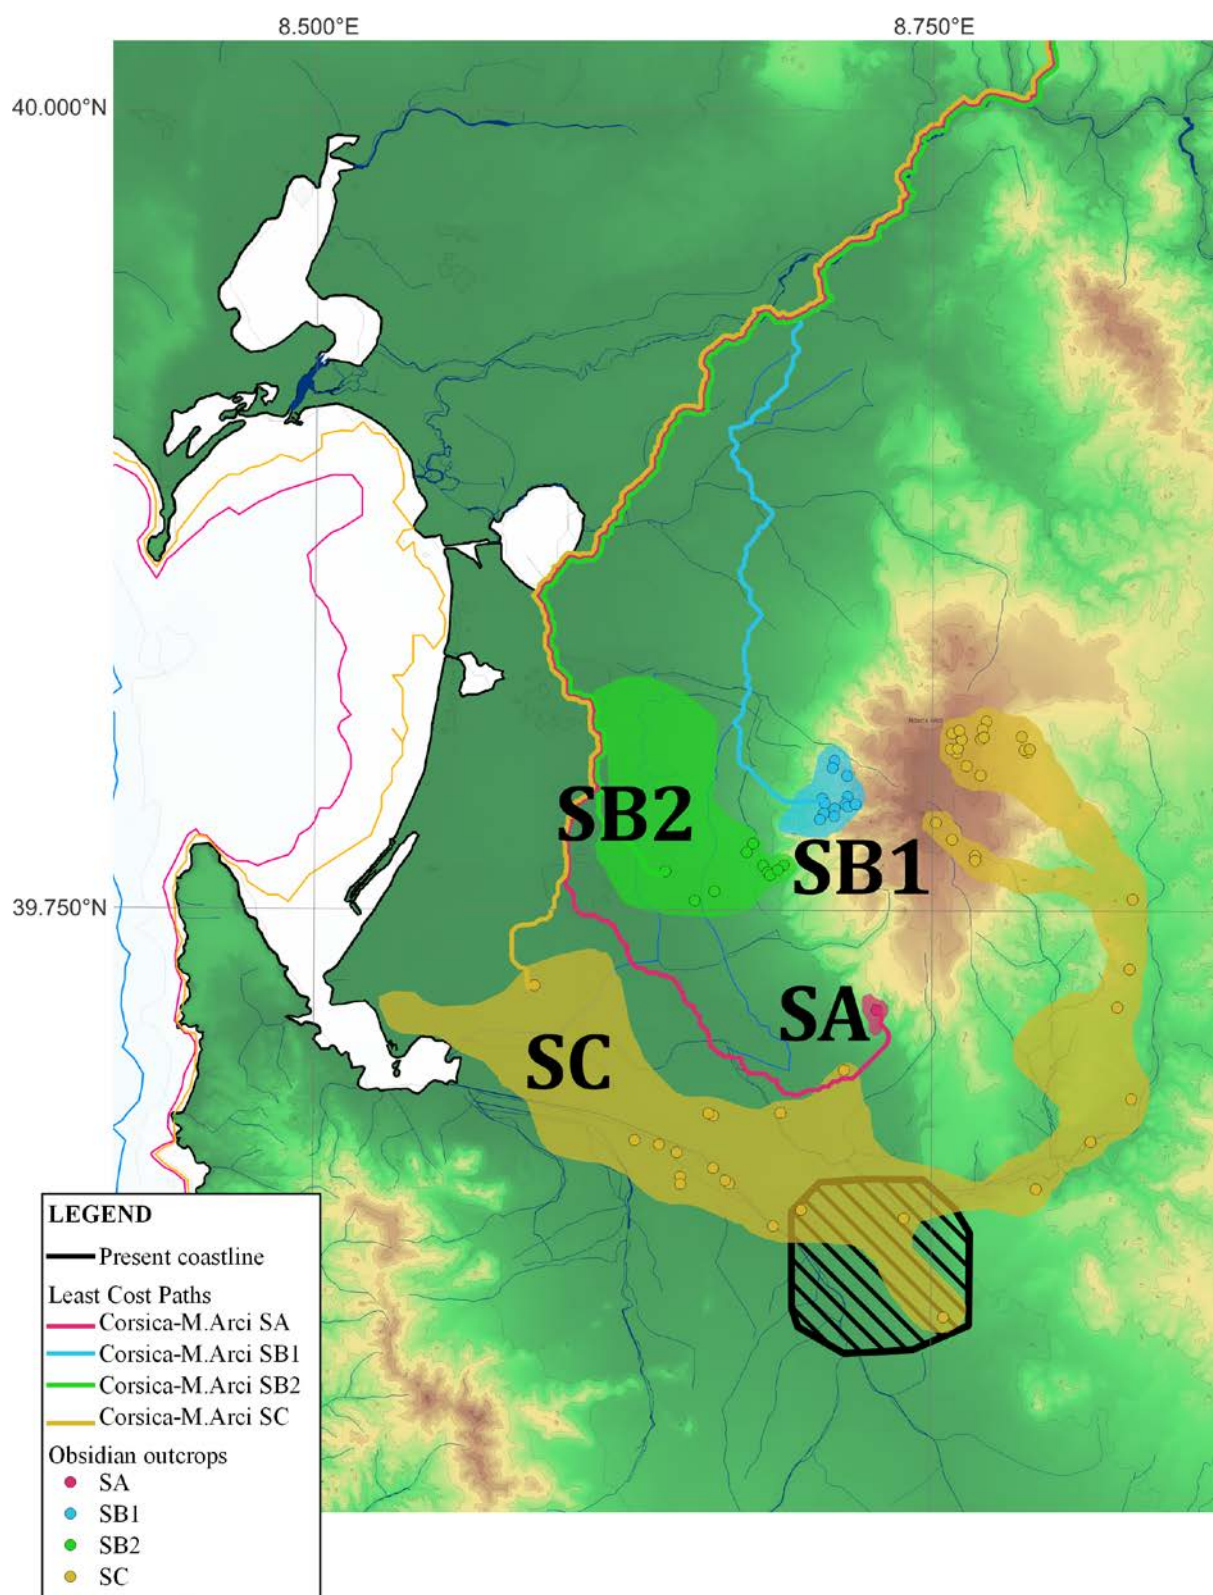 8.500°E
8.750°E
40.000°N
SB2
SB1
39.750°N
SA
SC
LEGEND
Present coastline
Least Cost Paths
Corsica-M.Arci SA
Corsica-M.Arci SB1
Corsica-M.Arci SB2
Corsica-M.Arci SC
Obsidian outcrops
SA
SB1
SB2
SC